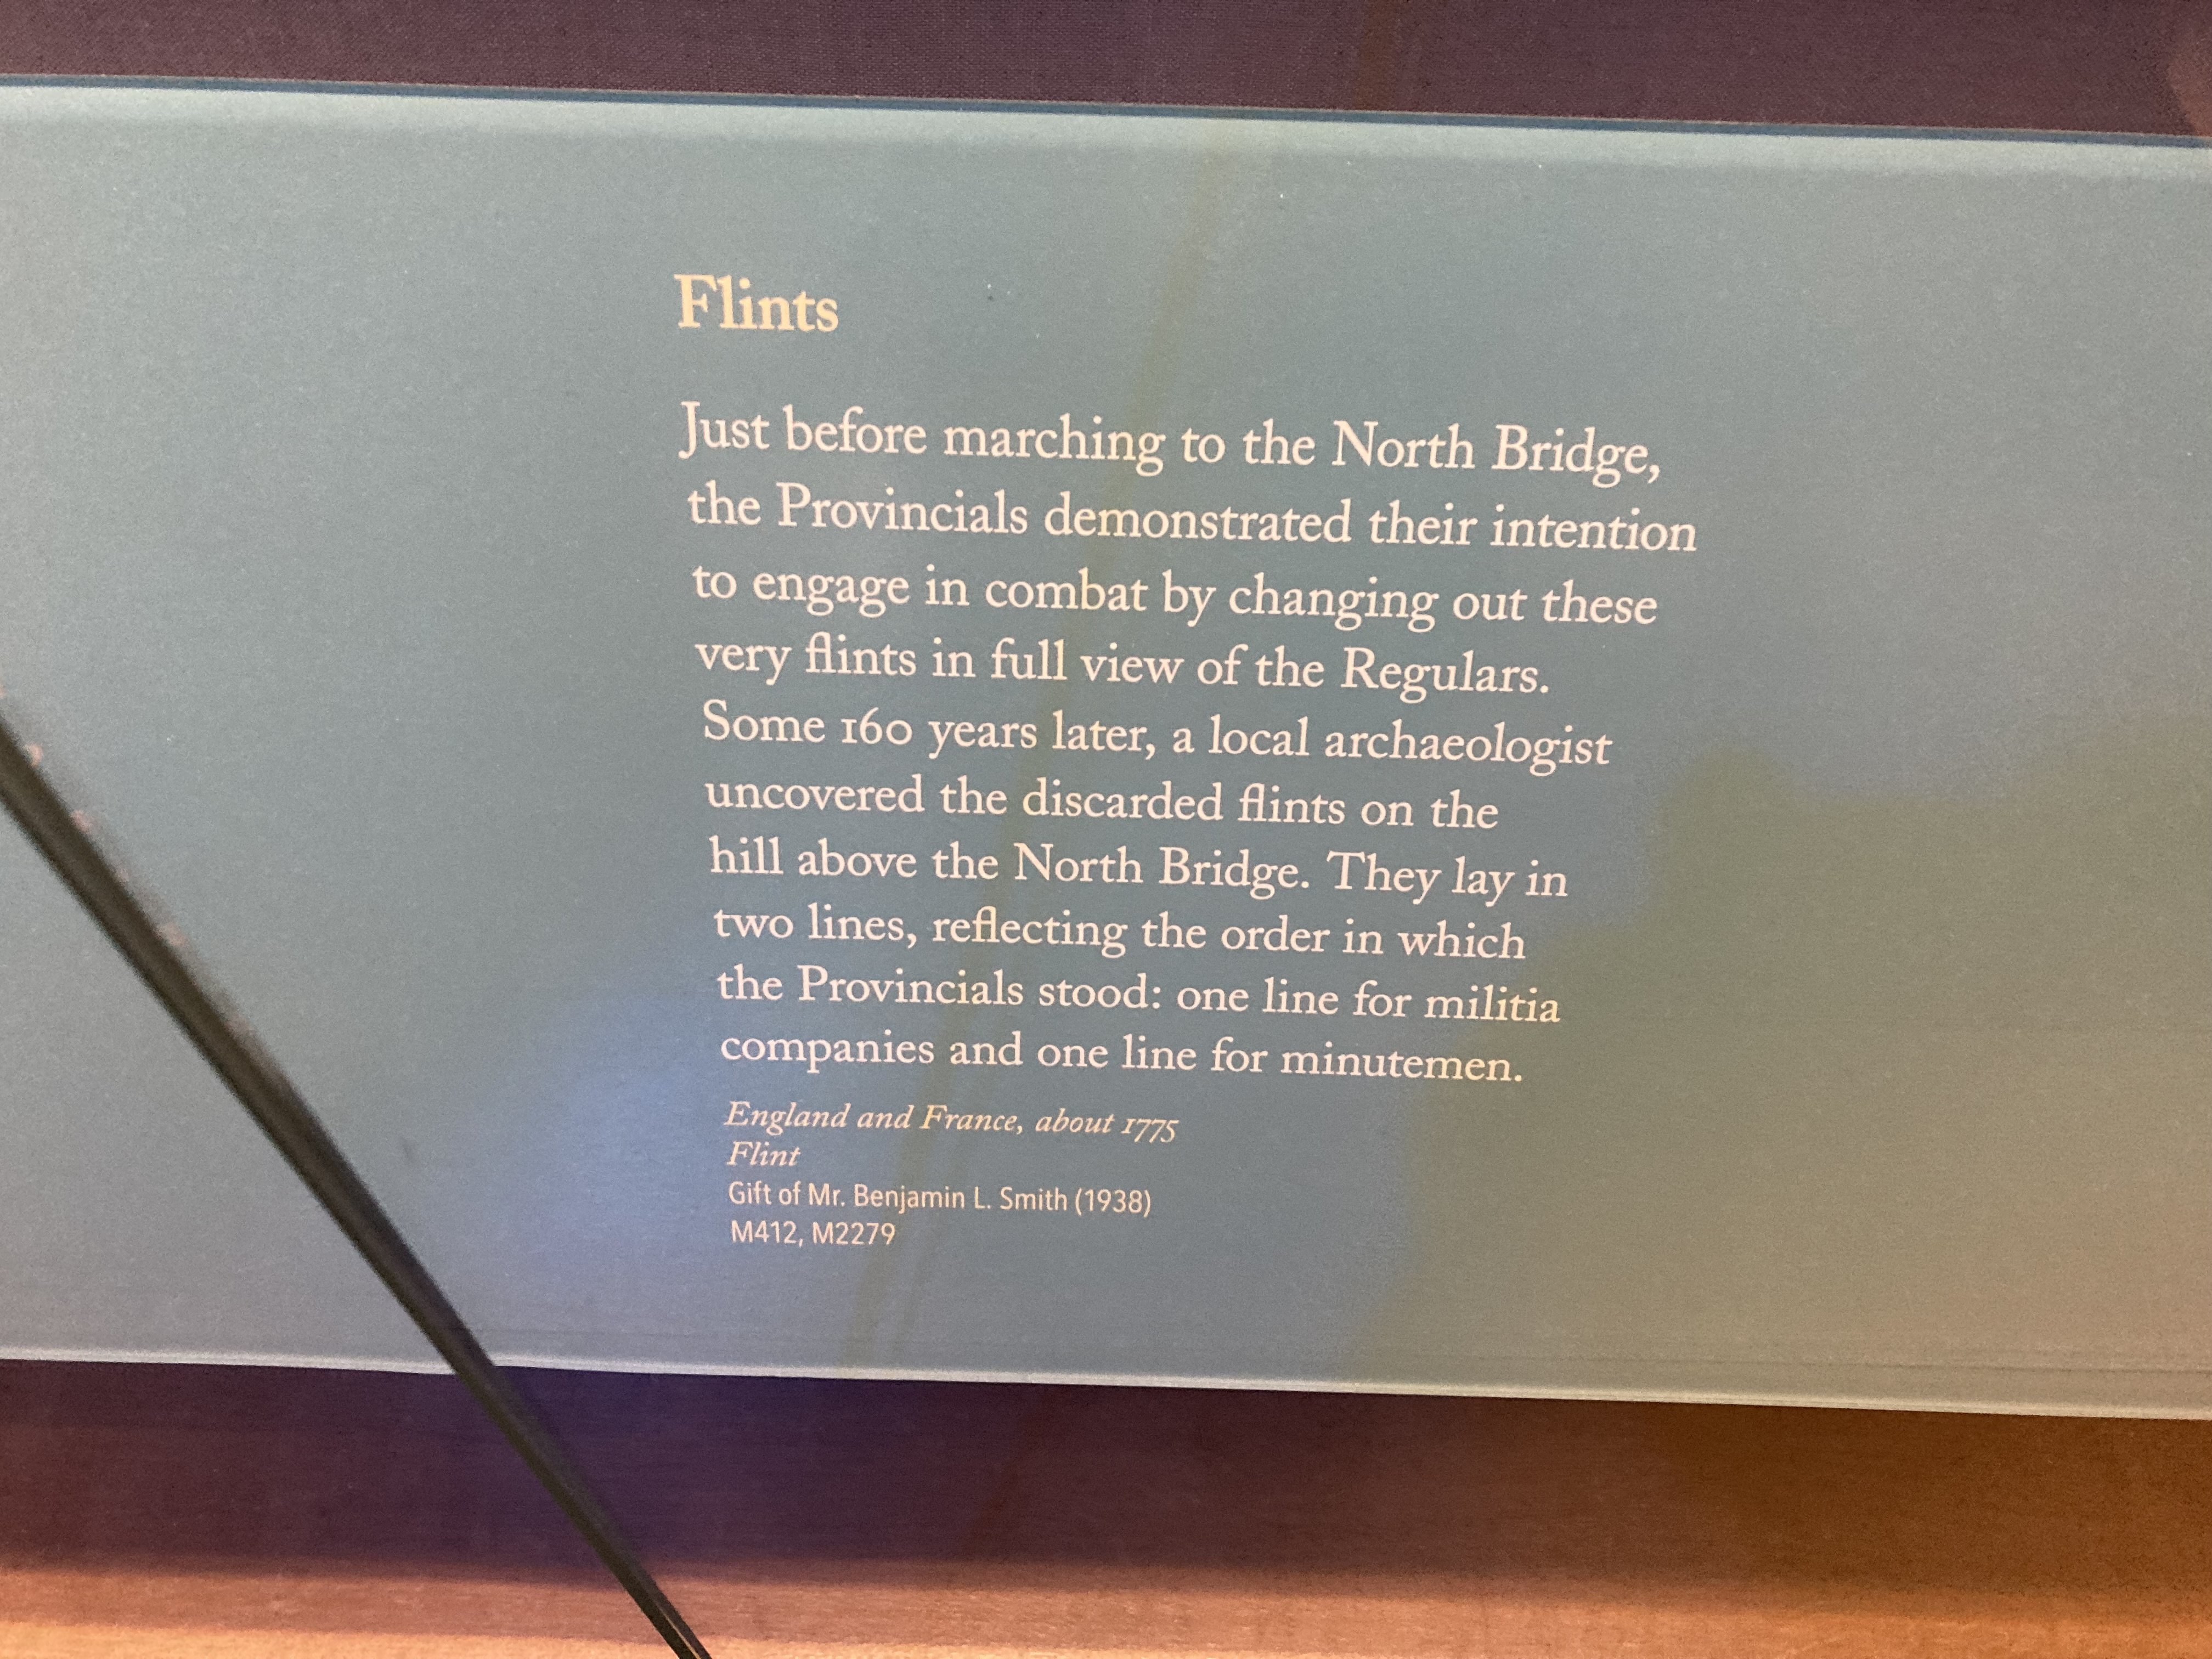 Flints
Just before marching to the North Bridge,
the Provincials demonstrated their intention
to engage in combat by changing out these
very flints in full view of the Regulars.
Some 160 years later, a local archaeologist
uncovered the discarded flints on the
hill above the North Bridge. They lay in
two lines, reflecting the order in which
the Provincials stood: one line for militia
companies and one line for minutemen.
England and France, about 1775
Flint
Gift of Mr. Benjamin L. Smith (1938)
M412, M2279